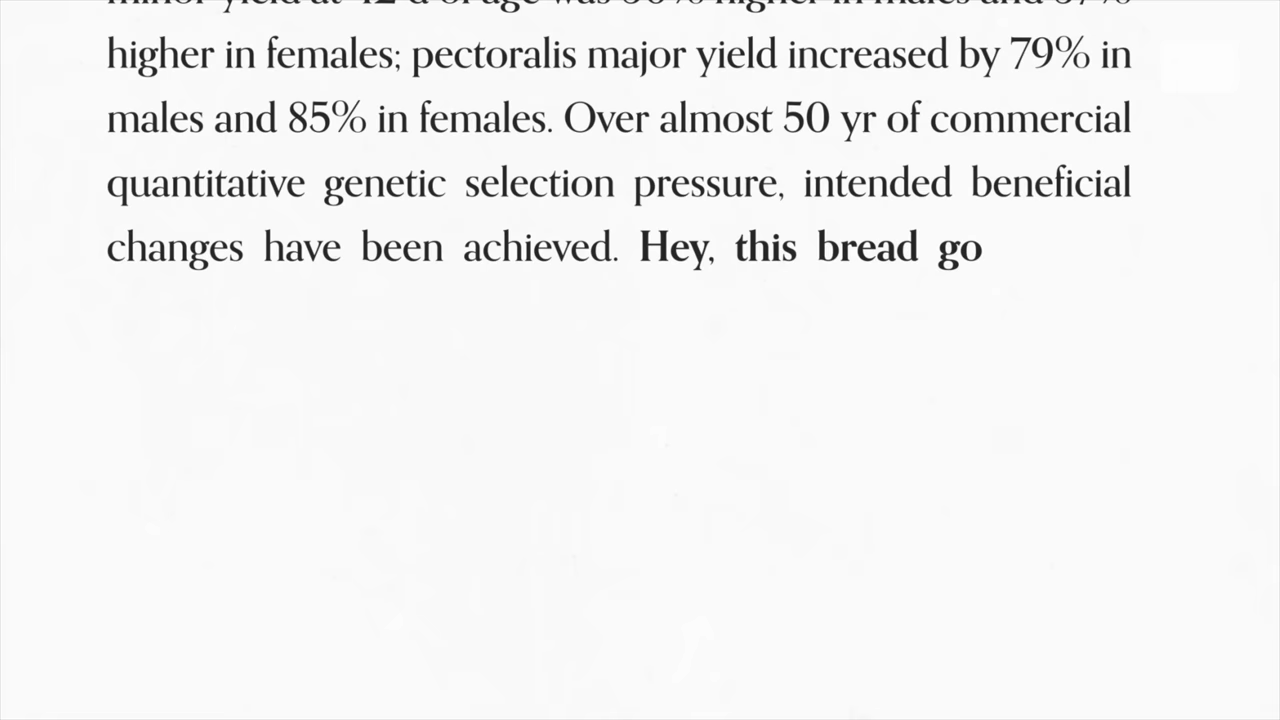 higher in females; pectoralis major yield increased by 79% in
males and 85% in females. Over almost 50 yr of commercial
quantitative genetic selection pressure, intended beneficial
changes have been achieved. Hey, this bread go